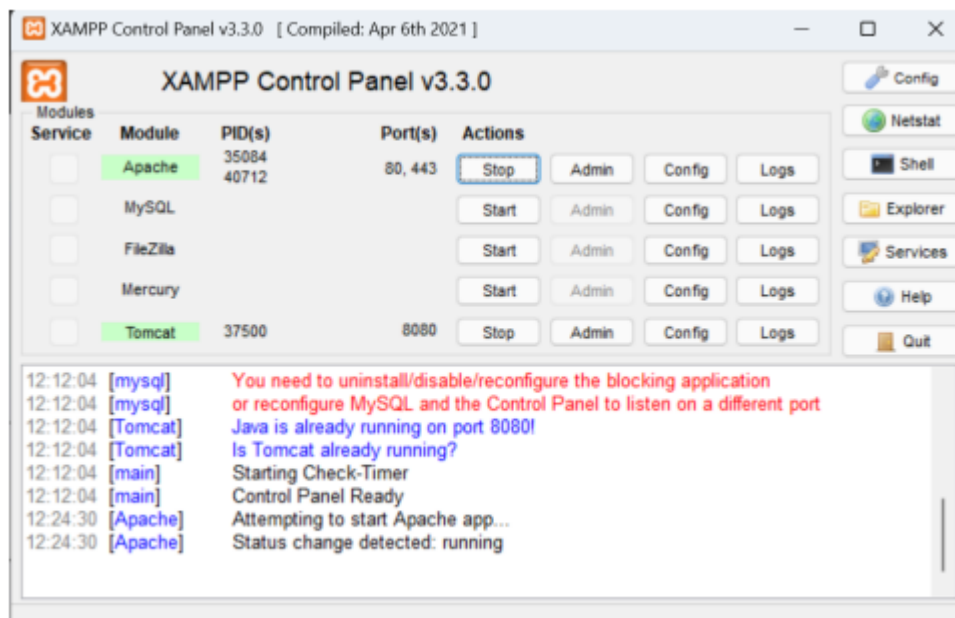 XAMPP Control Panel v3.3.0 [ Compiled: Apr 6th 2021 ]
XAMPP Control Panel v3.3.0
Config
Modules
Service Module PID(s) Port(s) Actions
Netstat
Apache 35084 40712 80, 443 Stop Admin Config Logs
Shell
MySQL Start Admin Config Logs
Explorer
FileZilla Start Admin Config Logs
Services
Mercury Start Admin Config Logs
Help
Tomcat 37500 8080 Stop Admin Config Logs
Quit
12:12:04 [mysql] You need to uninstall/disable/reconfigure the blocking application
12:12:04 [mysql] or reconfigure MySQL and the Control Panel to listen on a different port
12:12:04 [Tomcat] Java is already running on port 8080!
12:12:04 [Tomcat] Is Tomcat already running?
12:12:04 [main] Starting Check-Timer
12:12:04 [main] Control Panel Ready
12:24:30 [Apache] Attempting to start Apache app...
12:24:30 [Apache] Status change detected: running